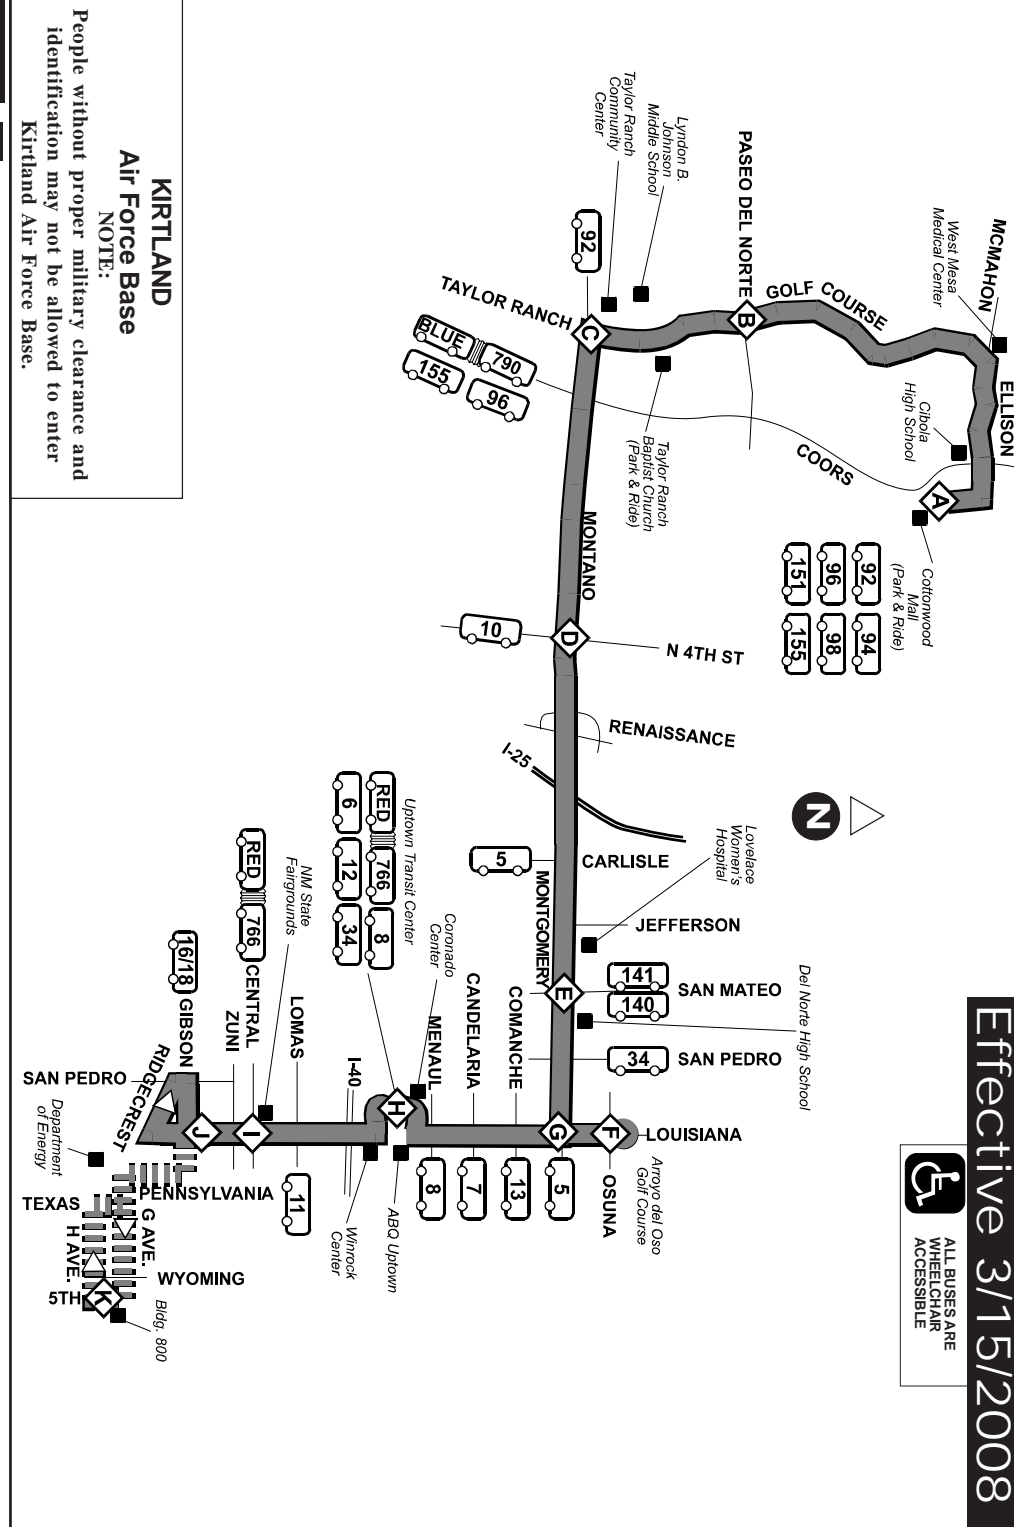 Effective 3/15/2008
ALL BUSES ARE
WHEELCHAIR
ACCESSIBLE
MCMAHON
West Mesa
Medical Center
ELLISON
Cibola
High School
A
Cottonwood
Mall
(Park & Ride)
92
94
96
98
151
155
COORS
GOLF COURSE
PASEO DEL NORTE
B
Lyndon B.
Johnson
Middle School
Taylor Ranch
Community
Center
Taylor Ranch
Baptist Church
(Park & Ride)
92
TAYLOR RANCH
C
BLUE
790
155
96
MONTANO
D
10
N 4TH ST
RENAISSANCE
I-25
N
5
CARLISLE
Lovelace
Women's
Hospital
MONTGOMERY
JEFFERSON
E
141
140
SAN MATEO
Del Norte High School
34
SAN PEDRO
LOUISIANA
F
Arroyo del Oso
Golf Course
OSUNA
G
5
COMANCHE
13
CANDELARIA
7
MENAUL
8
Coronado
Center
H
Uptown Transit Center
RED
766
8
6
12
34
ABQ Uptown
Winrock
Center
I-40
LOMAS
11
NM State
Fairgrounds
I
RED
766
CENTRAL
ZUNI
16/18
GIBSON
J
SAN PEDRO
RIDGECREST
Department
of Energy
PENNSYLVANIA
TEXAS
G AVE.
H AVE.
WYOMING
5TH
K
Bldg. 800
KIRTLAND
Air Force Base
NOTE:
People without proper military clearance and
identification may not be allowed to enter
Kirtland Air Force Base.